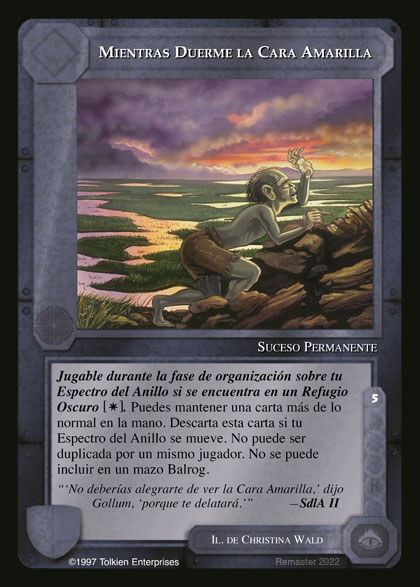 Mientras Duerme la Cara Amarilla
Suceso Permanente
Jugable durante la fase de organización sobre tu
Espectro del Anillo si se encuentra en un Refugio
Oscuro [✷]. Puedes mantener una carta más de lo
normal en la mano. Descarta esta carta si tu
Espectro del Anillo se mueve. No puede ser
duplicada por un mismo jugador. No se puede
incluir en un mazo Balrog.
5
“‘No deberías alegrarte de ver la Cara Amarilla,’ dijo
Gollum, ‘porque te delatará.’” —SdlA II
Il. de Christina Wald
©1997 Tolkien Enterprises
Remaster 2022